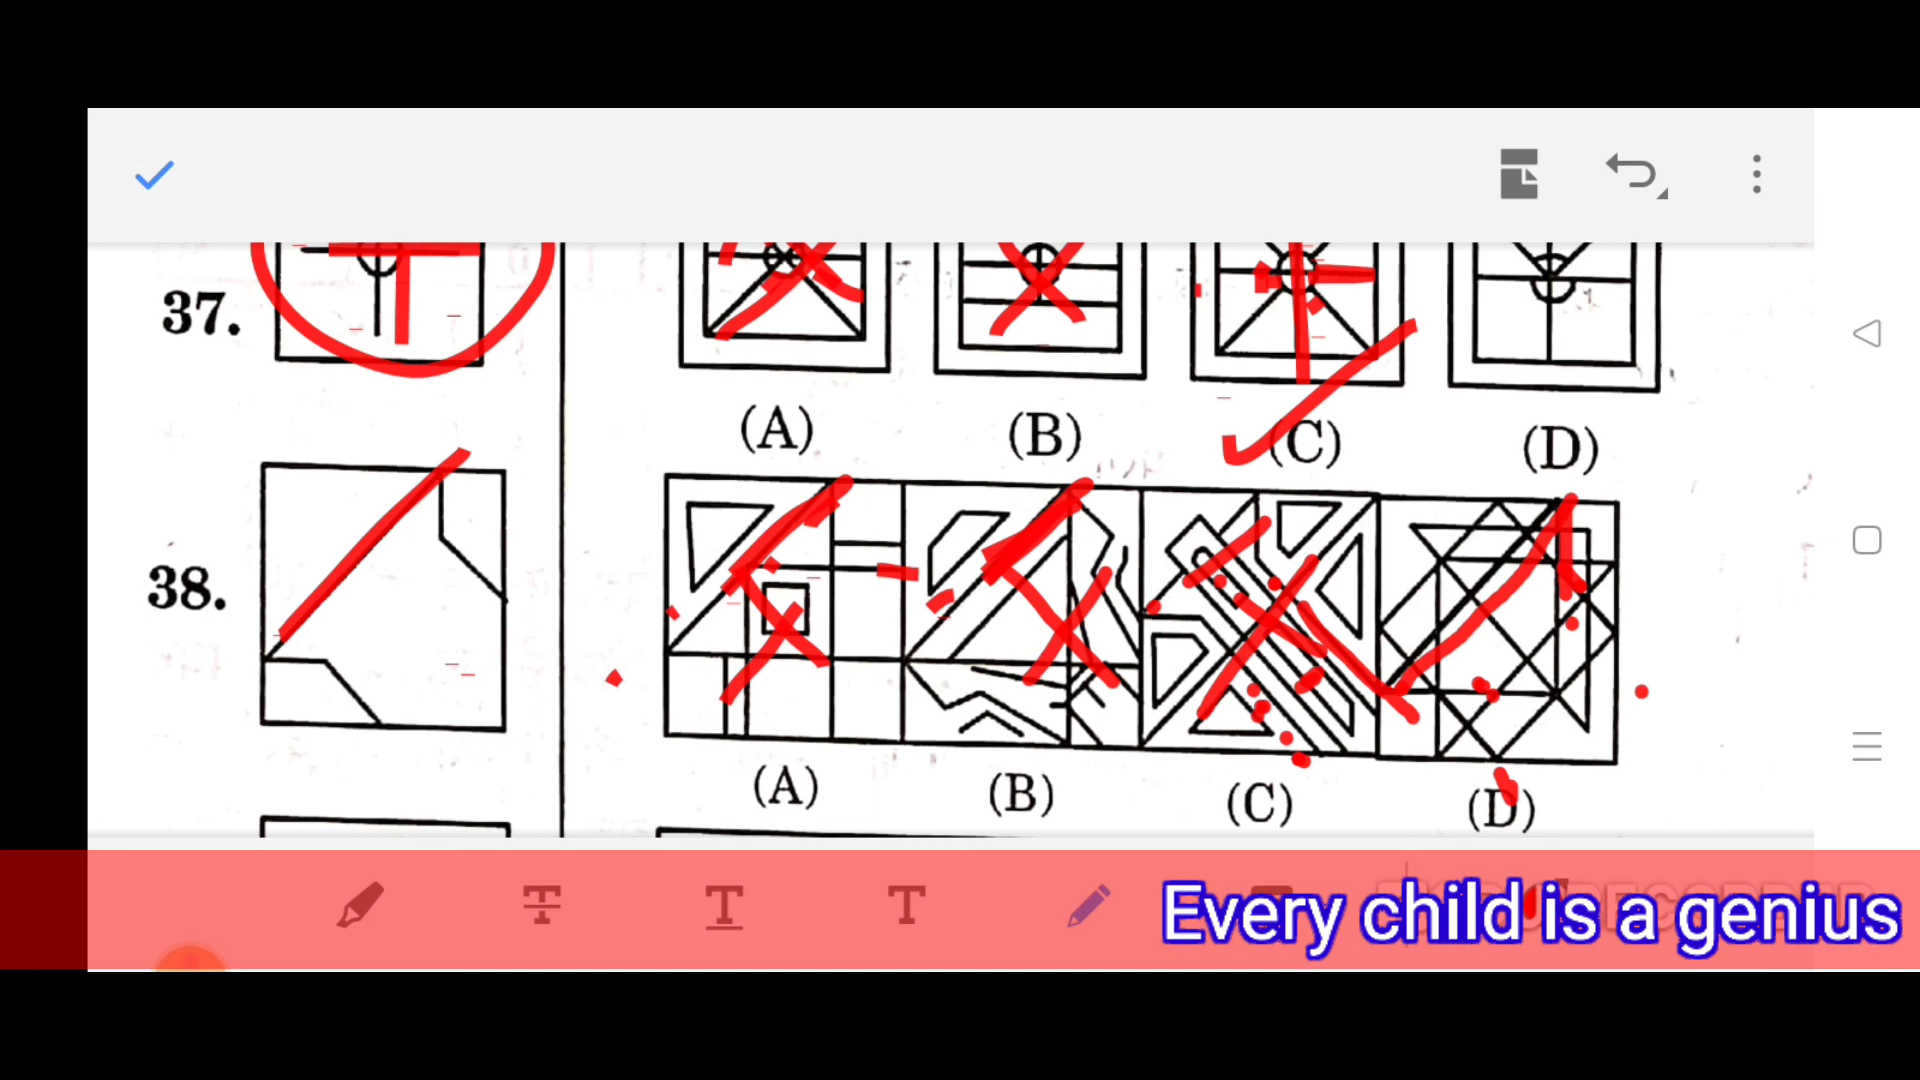 37.
(A) (B) (C) (D)
38.
(A) (B) (C) (D)
T T T
Every child is a genius